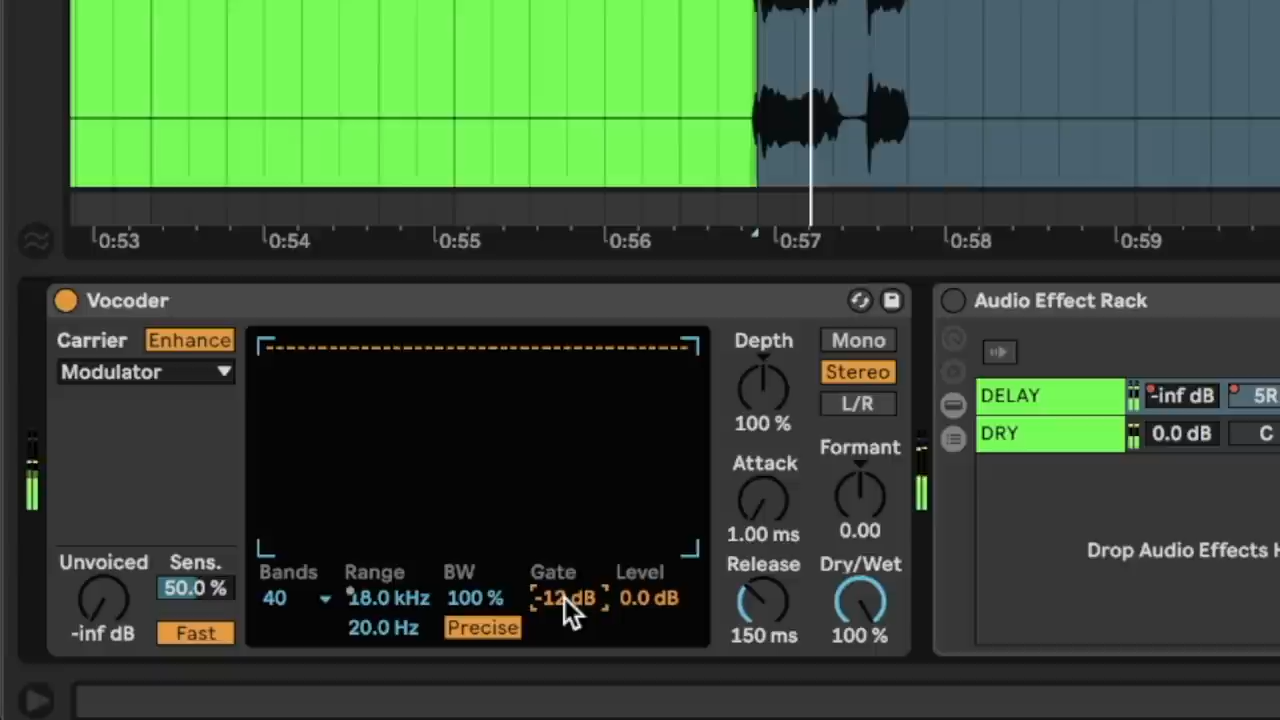 0:53 0:54 0:55 0:56 0:57 0:58 0:59
Vocoder
Carrier Enhance
Modulator
Unvoiced Sens.
50.0 %
-inf dB Fast
Bands Range BW Gate Level
40 18.0 kHz 100 % -12 dB 0.0 dB
20.0 Hz Precise
Depth
100 %
Attack
1.00 ms
Release
150 ms
Mono
Stereo
L/R
Formant
0.00
Dry/Wet
100 %
Audio Effect Rack
DELAY -inf dB 5R
DRY 0.0 dB C
Drop Audio Effects